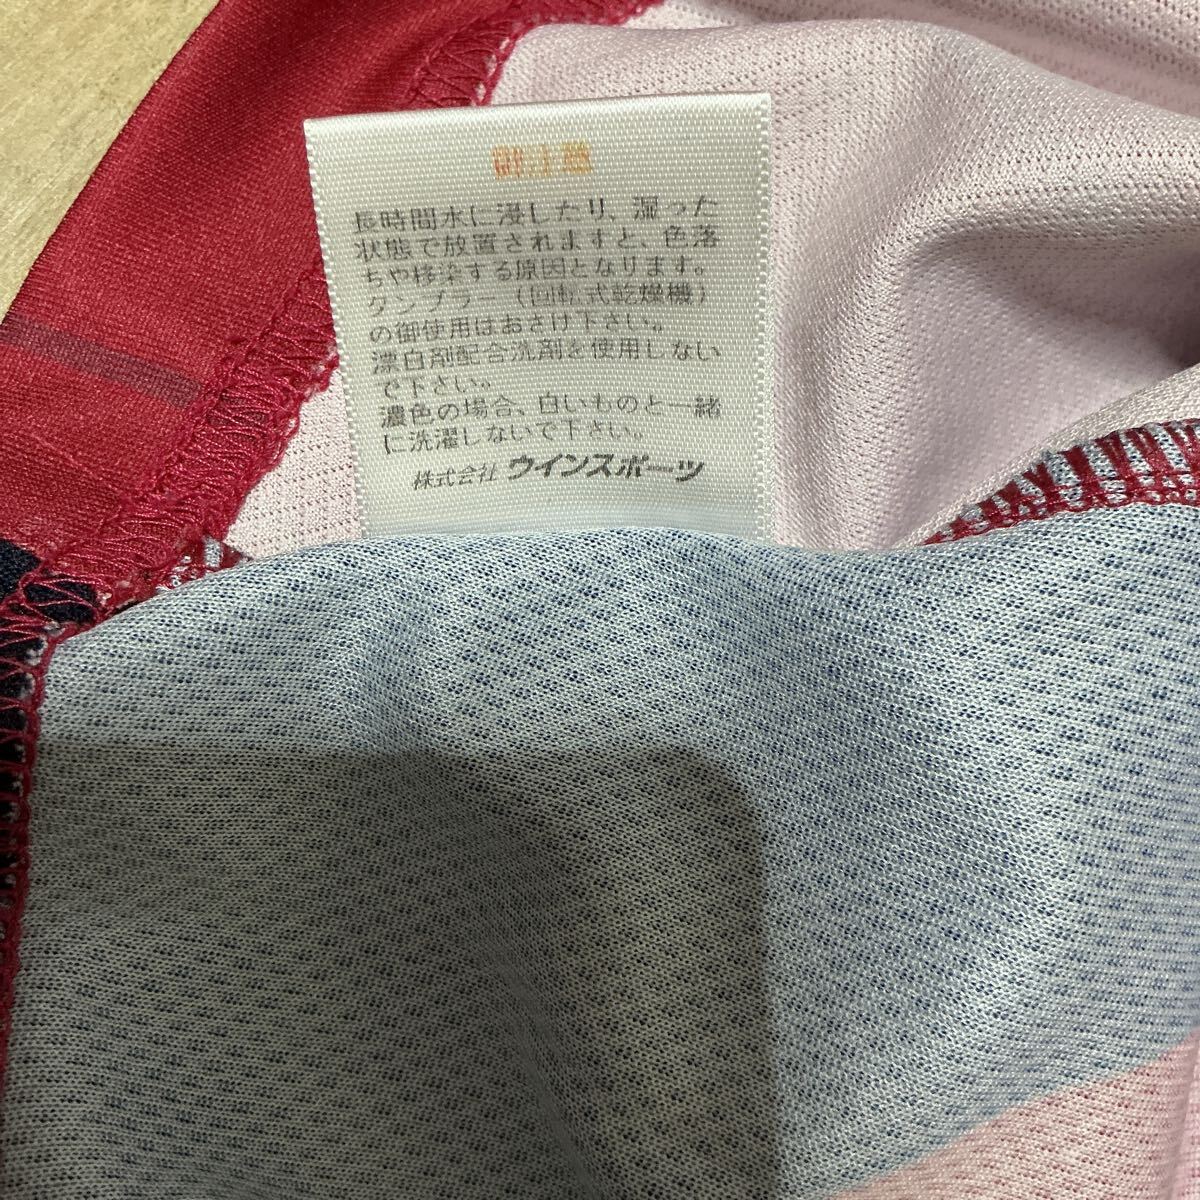 長時間水に浸したり、湿った
状態で放置されますと、色落
ちや移染する原因となります。
タンブラー（回転式乾燥機）
の御使用はおさけ下さい。
漂白剤配合洗剤を使用しない
で下さい。
濃色の場合、白いものと一緒
に洗濯しないで下さい。
株式会社 ウインスポーツ